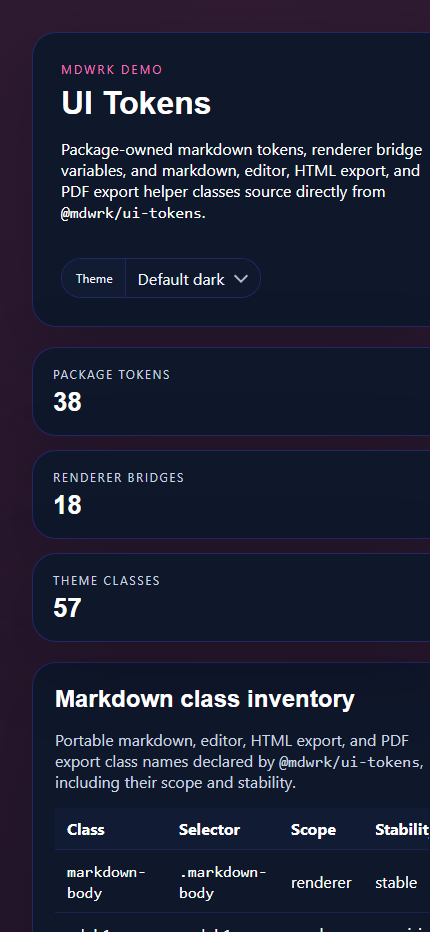 MDWRK DEMO
UI Tokens
Package-owned markdown tokens, renderer bridge
variables, and markdown, editor, HTML export, and
PDF export helper classes source directly from
@mdwrk/ui-tokens.
Theme Default dark
PACKAGE TOKENS
38
RENDERER BRIDGES
18
THEME CLASSES
57
Markdown class inventory
Portable markdown, editor, HTML export, and PDF
export class names declared by @mdwrk/ui-tokens,
including their scope and stability.
Class Selector Scope Stabilit
markdown- .markdown- renderer stable
body body